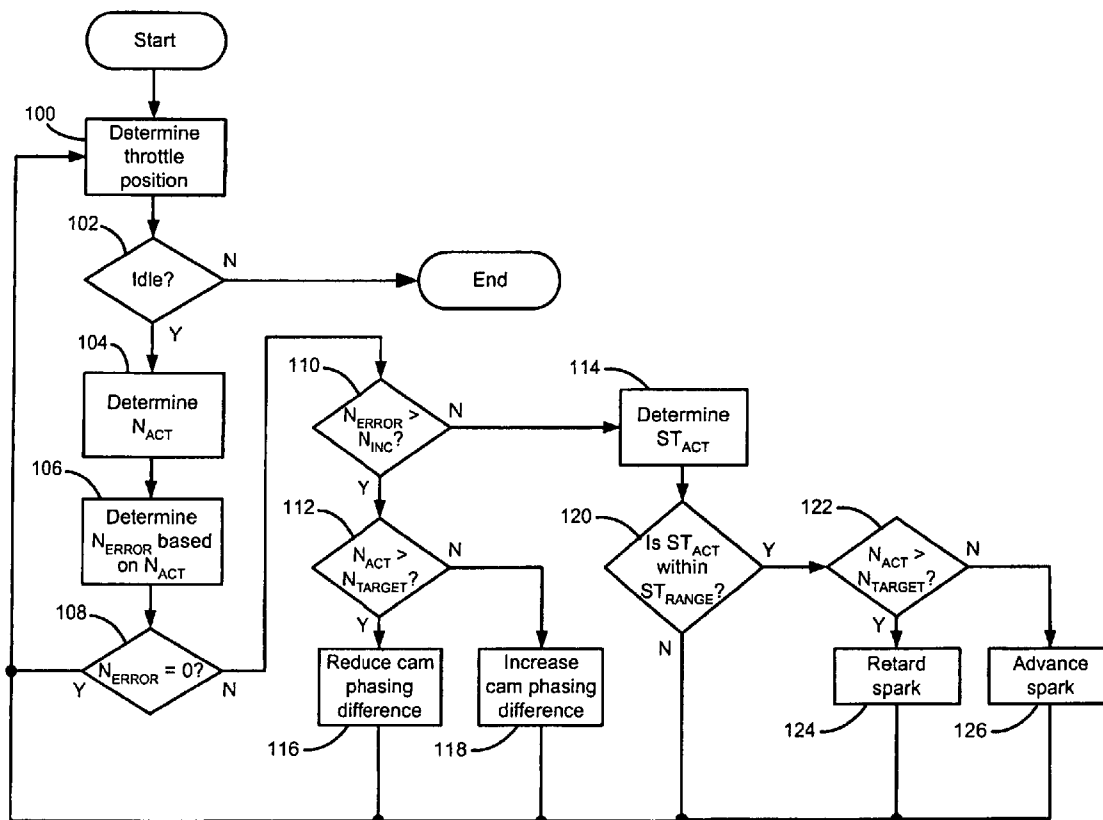 Start
100
Determine
throttle
position
102
Idle?
N
Y
End
104
Determine
N_ACT
106
Determine
N_ERROR based
on N_ACT
108
N_ERROR = 0?
Y
N
110
N_ERROR >
N_INC?
N
Y
112
N_ACT >
N_TARGET?
N
Y
Reduce cam
phasing
difference
116
Increase
cam phasing
difference
118
114
Determine
ST_ACT
120
Is ST_ACT
within
ST_RANGE?
Y
N
122
N_ACT >
N_TARGET?
N
Y
Retard
spark
124
Advance
spark
126